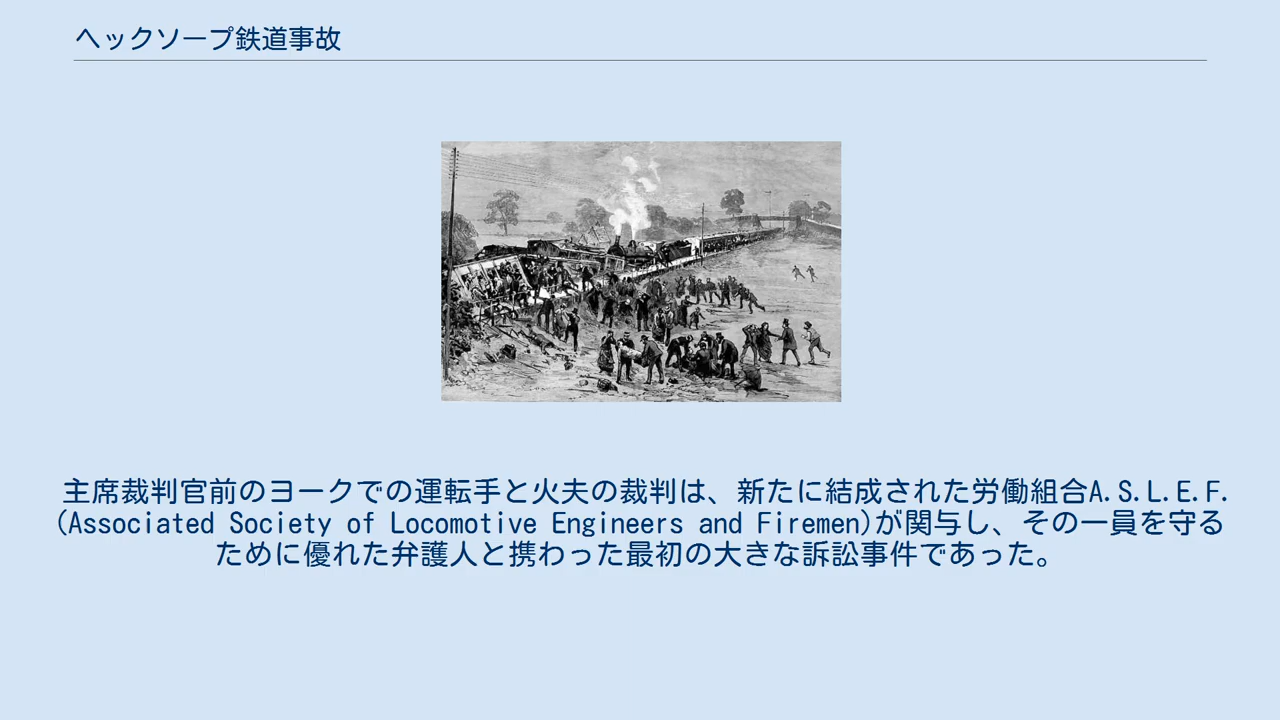 ヘックソープ鉄道事故
主席裁判官前のヨークでの運転手と火夫の裁判は、新たに結成された労働組合A.S.L.E.F.
(Associated Society of Locomotive Engineers and Firemen)が関与し、その一員を守る
ために優れた弁護人と携わった最初の大きな訴訟事件であった。